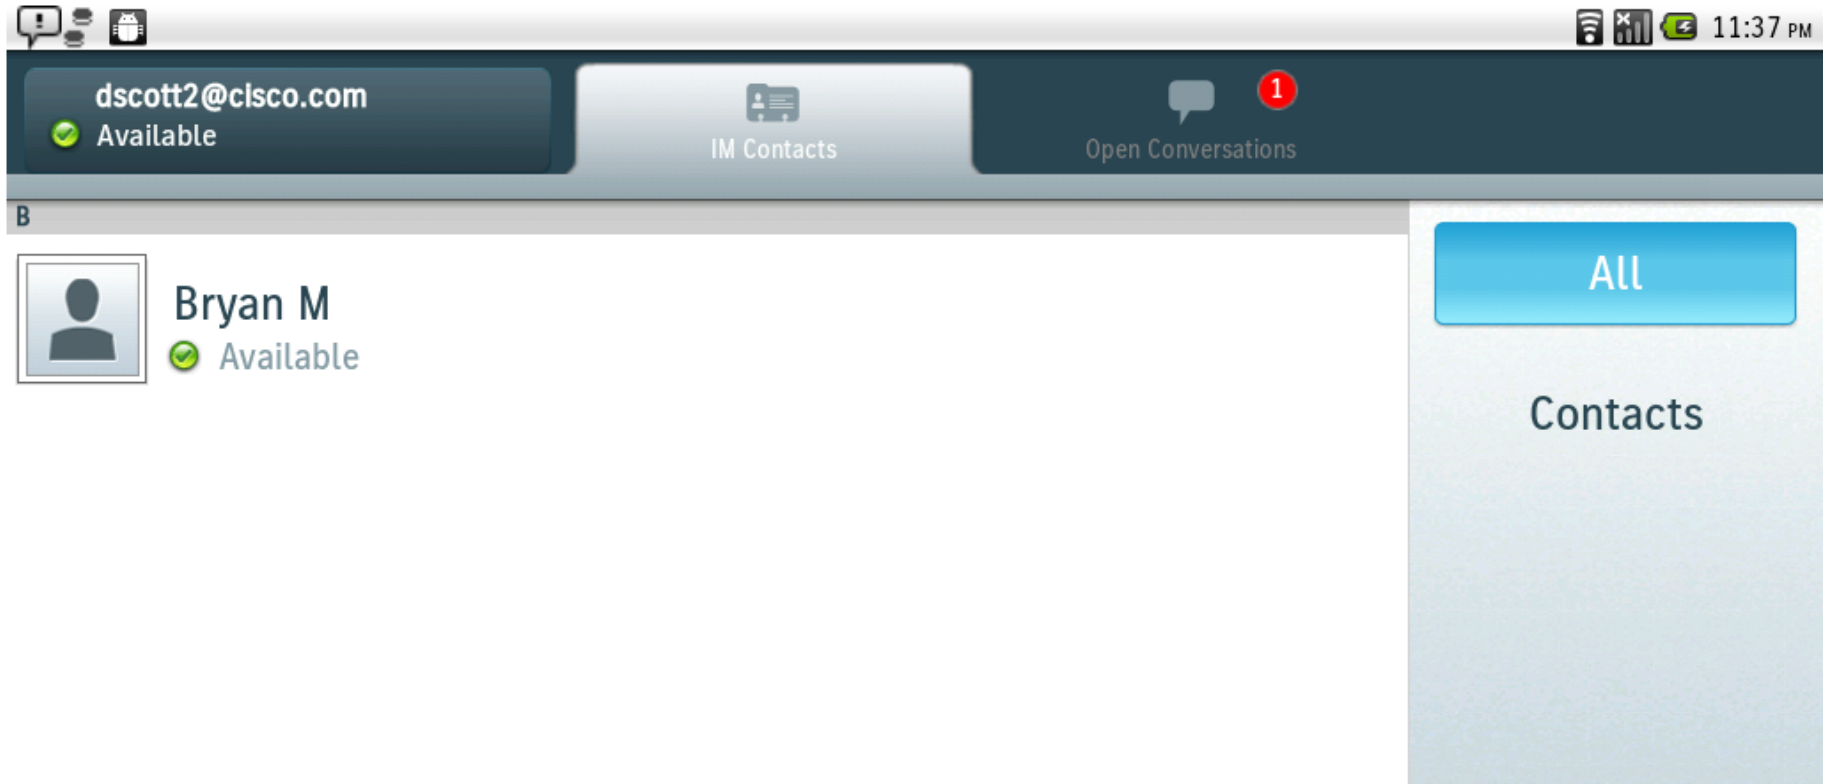 11:37 PM
dscott2@cisco.com
Available
IM Contacts
Open Conversations
1
B
Bryan M
Available
All
Contacts